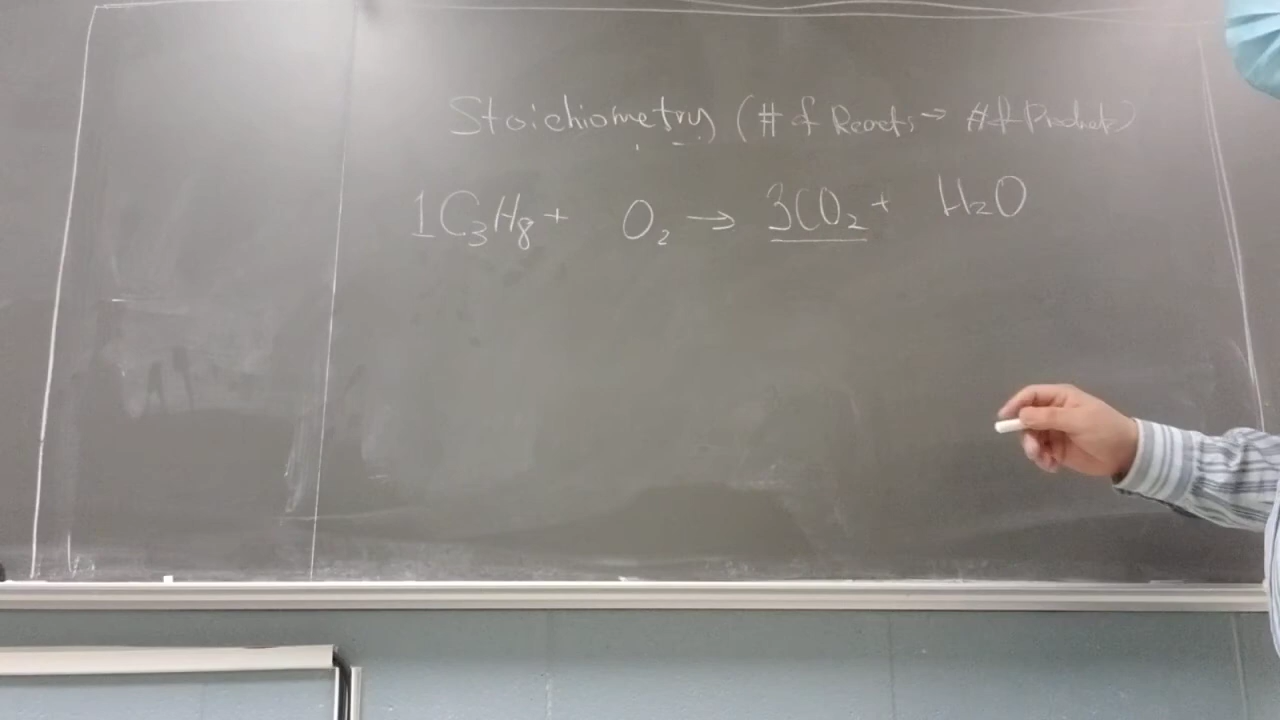 Stoichiometry (# of Reacts → # of Products)
1C₃H₈ + O₂ → 3CO₂ + H₂O